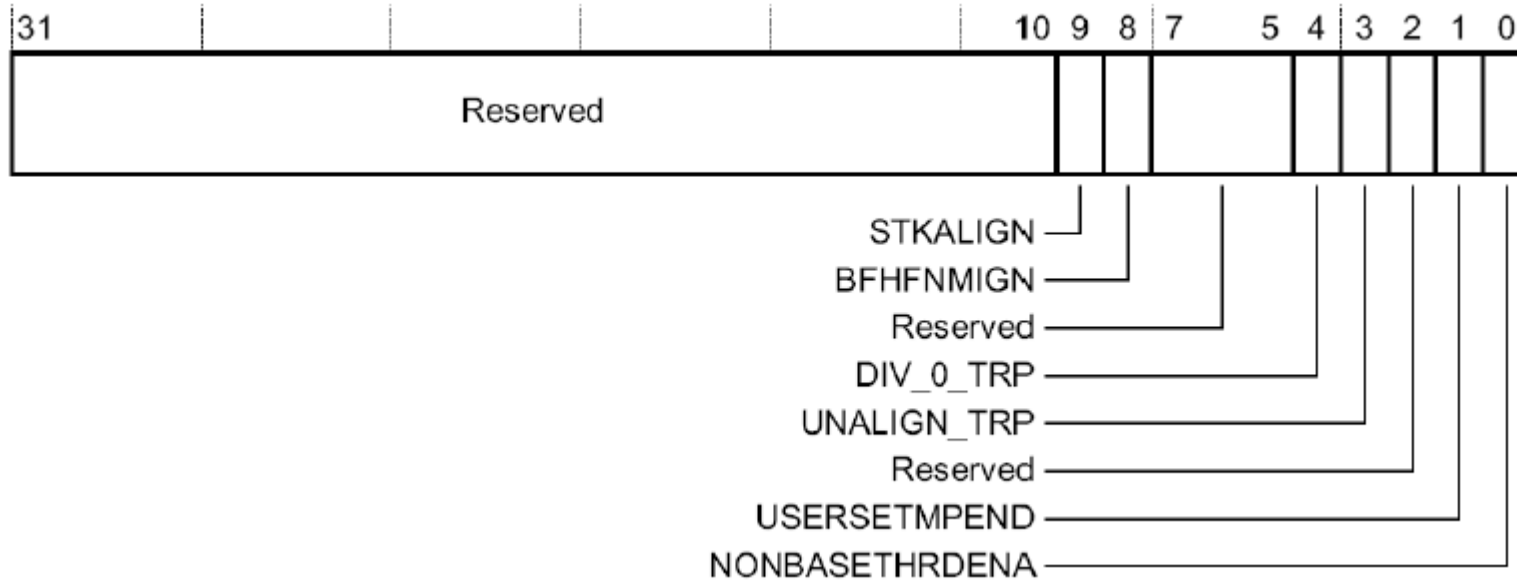 31 10 9 8 7 5 4 3 2 1 0
Reserved
STKALIGN
BFHFNMIGN
Reserved
DIV_0_TRP
UNALIGN_TRP
Reserved
USERSETMPEND
NONBASETHRDENA